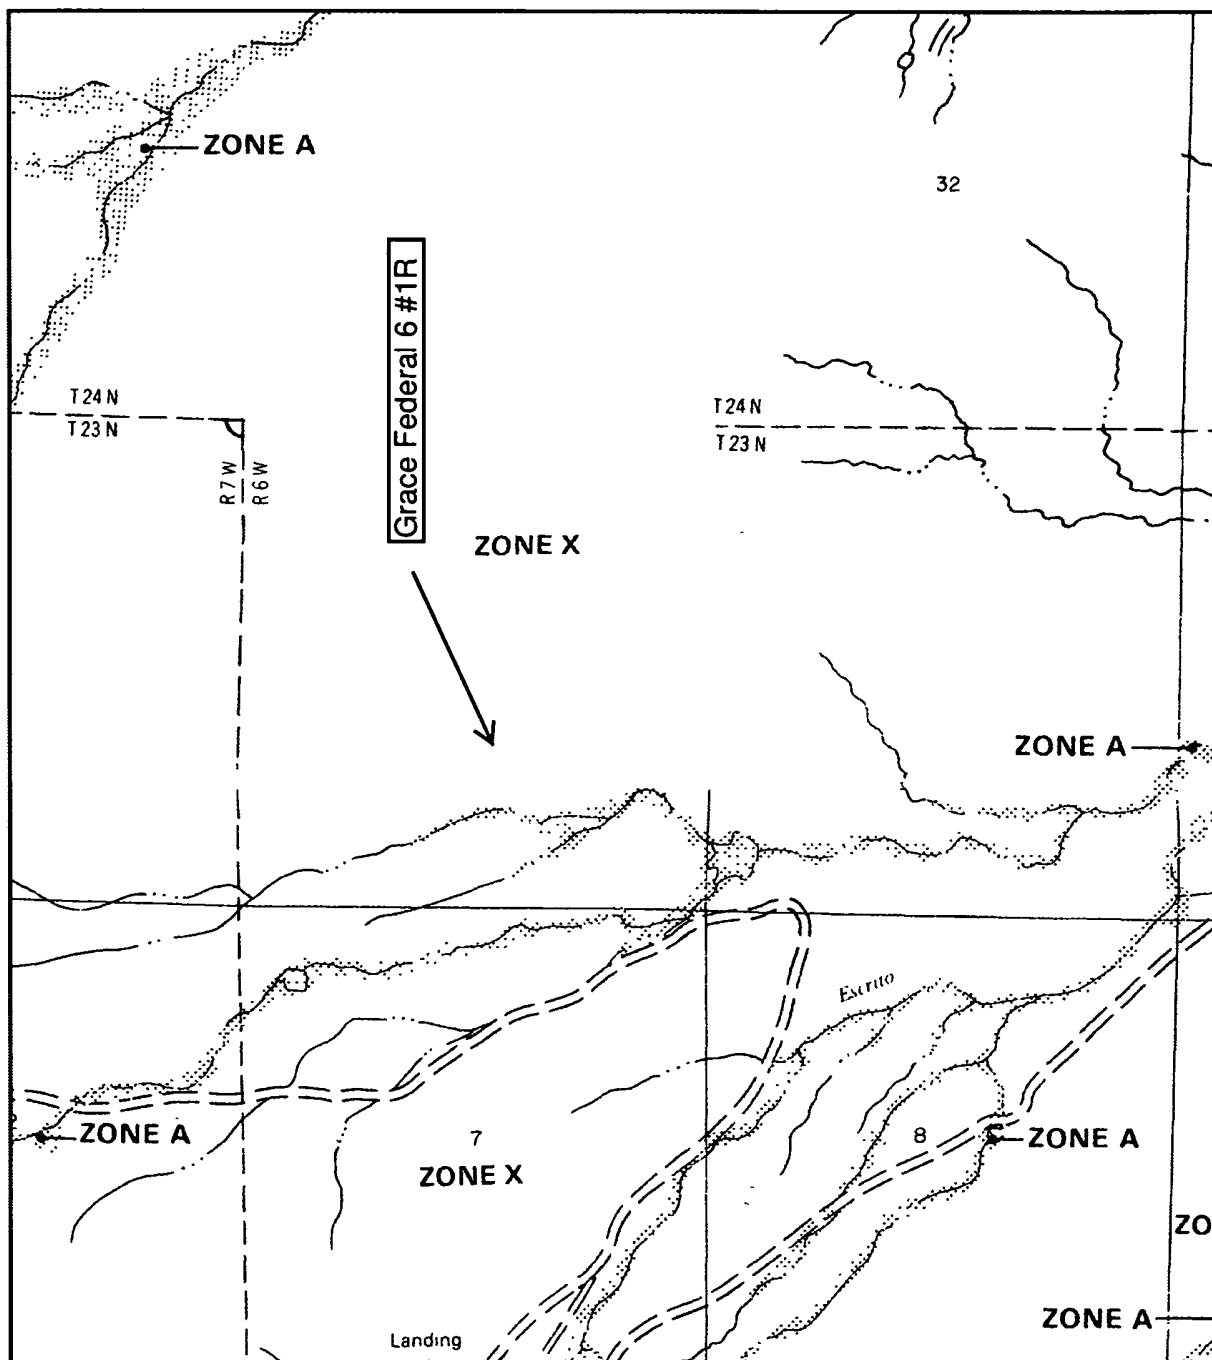 ZONE A
32
Grace Federal 6 #1R
T24N
T23N
T24N
T23N
R7W
R6W
ZONE X
ZONE A
Escrito
ZONE A
7
8
ZONE A
ZONE X
ZO
ZONE A
Landing